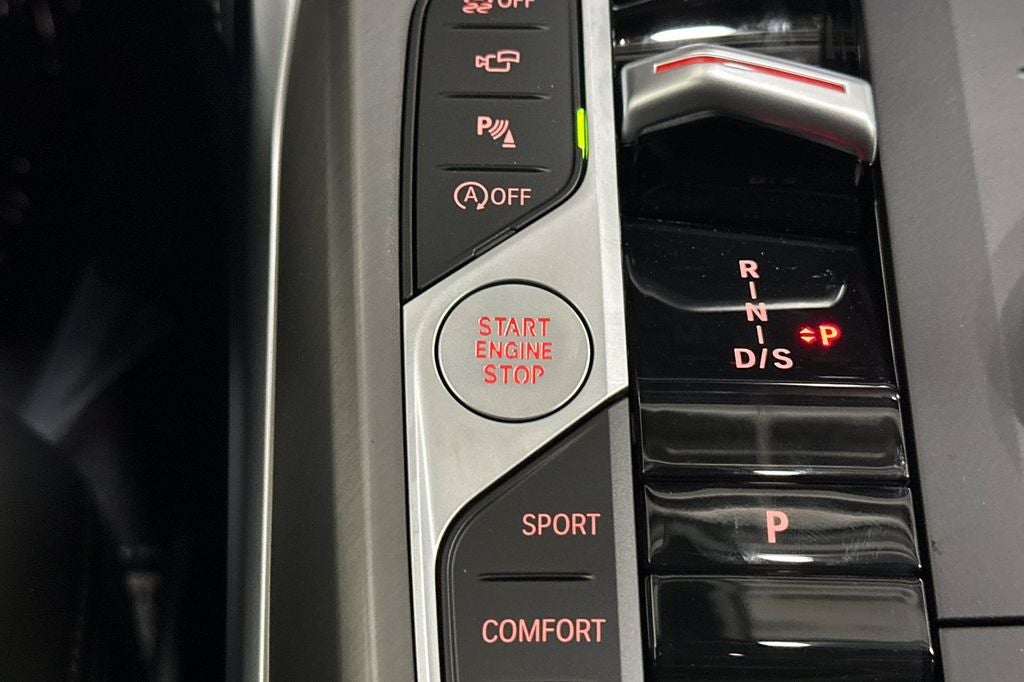 OFF
P
A OFF
START
ENGINE
STOP
R
N
D/S
P
SPORT
P
COMFORT